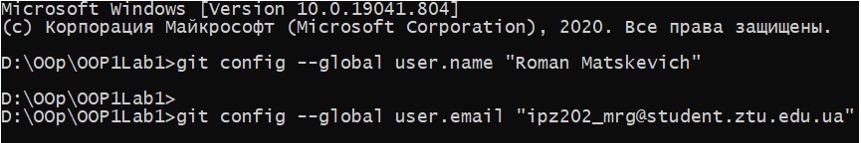 Microsoft Windows [Version 10.0.19041.804]
(c) Корпорация Майкрософт (Microsoft Corporation), 2020. Все права защищены.
D:\OOp\OOP1Lab1>git config --global user.name "Roman Matskevich"
D:\OOp\OOP1Lab1>
D:\OOp\OOP1Lab1>git config --global user.email "ipz202_mrg@student.ztu.edu.ua"